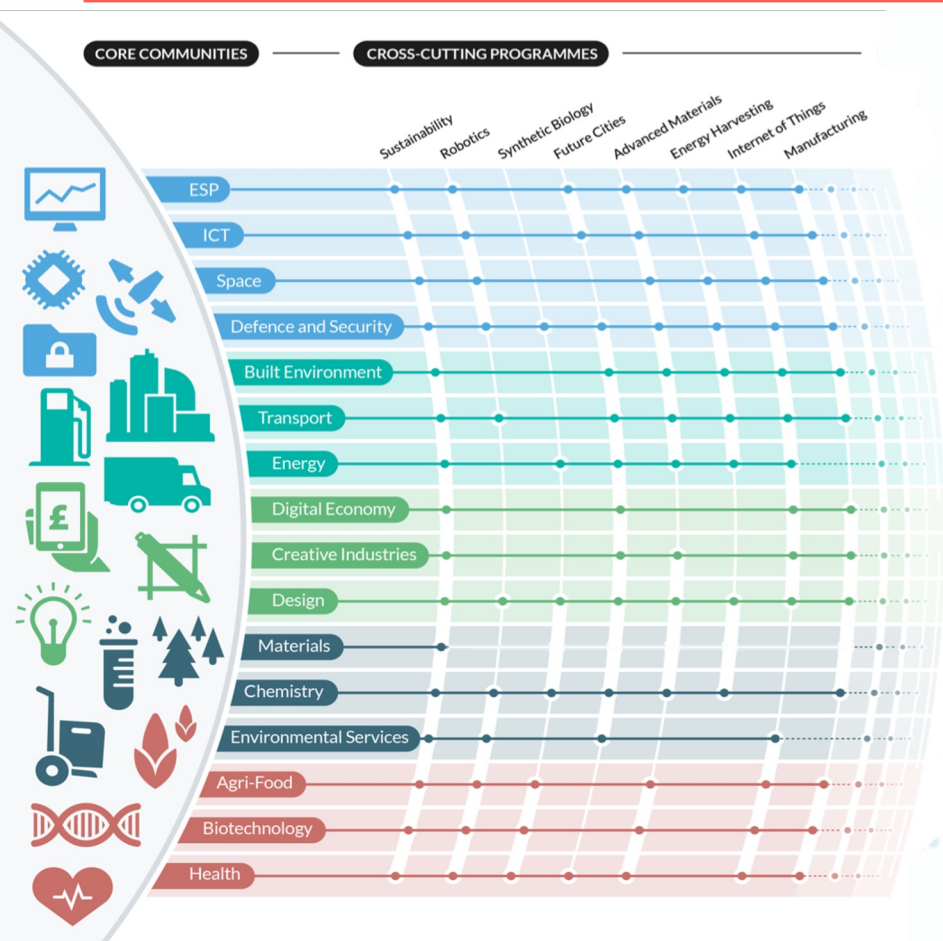 CORE COMMUNITIES
CROSS-CUTTING PROGRAMMES
Sustainability
Robotics
Synthetic Biology
Future Cities
Advanced Materials
Energy Harvesting
Internet of Things
Manufacturing
ESP
ICT
Space
Defence and Security
Built Environment
Transport
Energy
Digital Economy
£
Creative Industries
Design
Materials
Chemistry
Environmental Services
Agri-Food
Biotechnology
Health